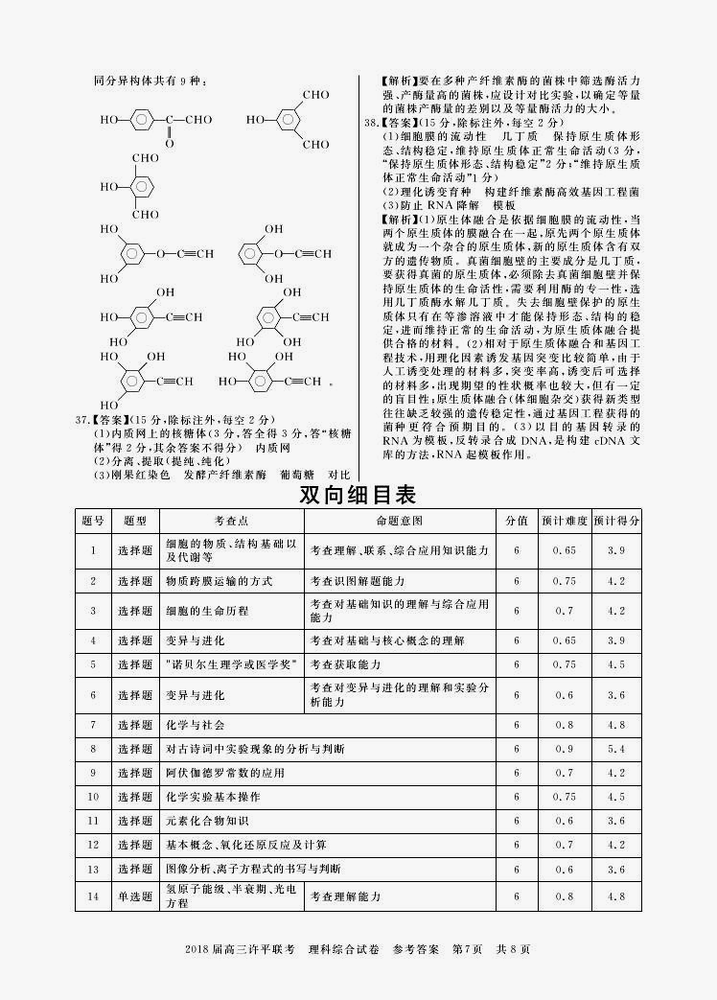 同分异构体共有9种:
CHO
HO
C—CHO
HO
O
CHO
CHO
HO
CHO
HO
OH
O—C≡CH
O—C≡CH
HO
OH
OH
OH
HO
C≡CH
C≡CH
HO
HO
OH
HO
OH
HO
OH
C≡CH
HO
C≡CH 。
HO
37.【答案】(15分,除标注外,每空2分)
(1)内质网上的核糖体(3分,答全得3分,答“核糖
体”得2分,其余答案不得分) 内质网
(2)分离、提取(提纯、纯化)
(3)刚果红染色 发酵产纤维素酶 葡萄糖 对比
【解析】要在多种产纤维素酶的菌株中筛选酶活力
强、产酶量高的菌株,应设计对比实验,以确定等量
的菌株产酶量的差别以及等量酶活力的大小。
38.【答案】(15分,除标注外,每空2分)
(1)细胞膜的流动性 几丁质 保持原生质体形
态、结构稳定,维持原生质体正常生命活动(3分,
“保持原生质体形态、结构稳定”2分;“维持原生质
体正常生命活动”1分)
(2)理化诱变育种 构建纤维素酶高效基因工程菌
(3)防止RNA降解 模板
【解析】(1)原生体融合是依据细胞膜的流动性,当
两个原生质体的膜融合在一起,原先两个原生质体
就成为一个杂合的原生质体,新的原生质体含有双
方的遗传物质。真菌细胞壁的主要成分是几丁质,
要获得真菌的原生质体,必须除去真菌细胞壁并保
持原生质体的生命活性,需要利用酶的专一性,选
用几丁质酶水解几丁质。失去细胞壁保护的原生
质体只有在等渗溶液中才能保持形态、结构的稳
定,进而维持正常的生命活动,为原生质体融合提
供合格的材料。(2)相对于原生质体融合和基因工
程技术,用理化因素诱发基因突变比较简单,由于
人工诱变处理的材料多,突变率高,诱变后可选择
的材料多,出现期望的性状概率也较大,但有一定
的盲目性;原生质体融合(体细胞杂交)获得新类型
往往缺乏较强的遗传稳定性,通过基因工程获得的
菌种更符合预期目的。(3)以目的基因转录的
RNA为模板,反转录合成DNA,是构建cDNA文
库的方法,RNA起模板作用。
双向细目表
题号 题型 考查点 命题意图 分值 预计难度 预计得分
1 选择题 细胞的物质、结构基础以及代谢等 考查理解、联系、综合应用知识能力 6 0.65 3.9
2 选择题 物质跨膜运输的方式 考查识图解题能力 6 0.75 4.2
3 选择题 细胞的生命历程 考查对基础知识的理解与综合应用能力 6 0.7 4.2
4 选择题 变异与进化 考查对基础与核心概念的理解 6 0.65 3.9
5 选择题 "诺贝尔生理学或医学奖" 考查获取能力 6 0.75 4.5
6 选择题 变异与进化 考查对变异与进化的理解和实验分析能力 6 0.6 3.6
7 选择题 化学与社会 6 0.8 4.8
8 选择题 对古诗词中实验现象的分析与判断 6 0.9 5.4
9 选择题 阿伏伽德罗常数的应用 6 0.7 4.2
10 选择题 化学实验基本操作 6 0.75 4.5
11 选择题 元素化合物知识 6 0.6 3.6
12 选择题 基本概念、氧化还原反应及计算 6 0.7 4.2
13 选择题 图像分析、离子方程式的书写与判断 6 0.6 3.6
14 单选题 氢原子能级、半衰期、光电方程 考查理解能力 6 0.8 4.8
2018届高三许平联考 理科综合试卷 参考答案 第7页 共8页